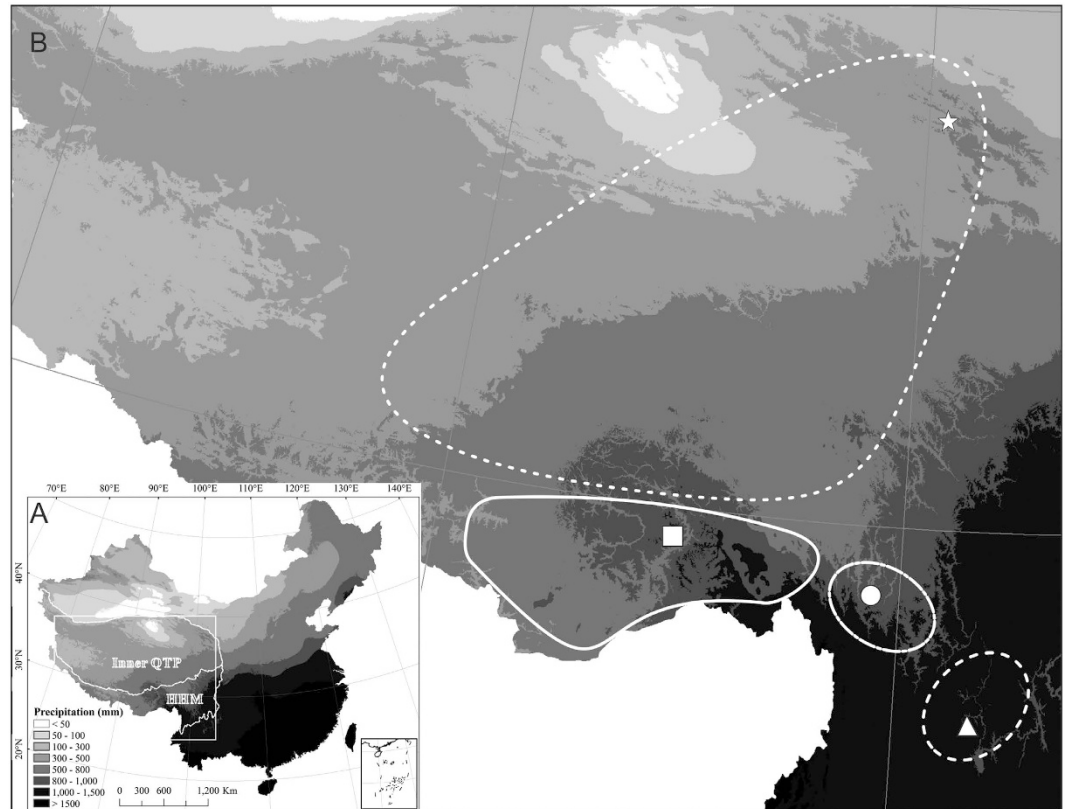 B
A
70°E 80°E 90°E 100°E 110°E 120°E 130°E 140°E
40°N
30°N
20°N
Inner QTP
HHM
Precipitation (mm)
< 50
50 - 100
100 - 300
300 - 500
500 - 800
800 - 1,000
1,000 - 1,500
> 1500
0 300 600 1,200 Km